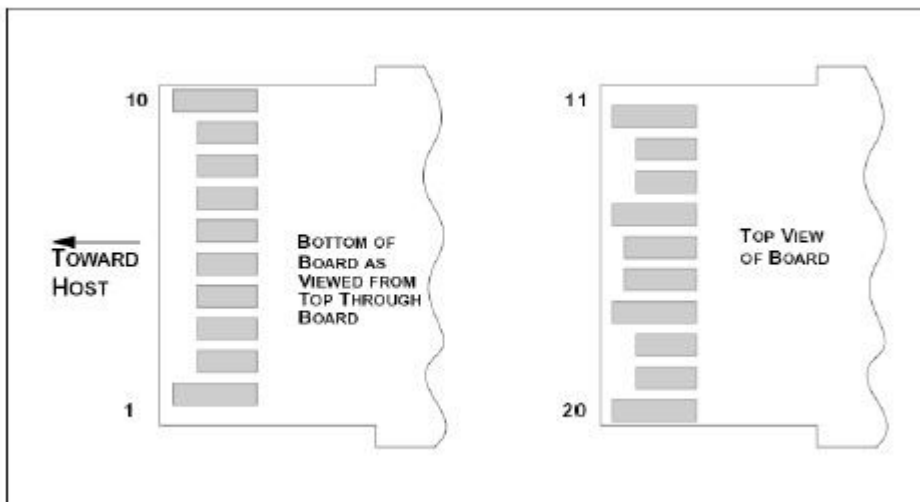 10
1
TOWARD
HOST
BOTTOM OF
BOARD AS
VIEWED FROM
TOP THROUGH
BOARD
11
20
TOP VIEW
OF BOARD